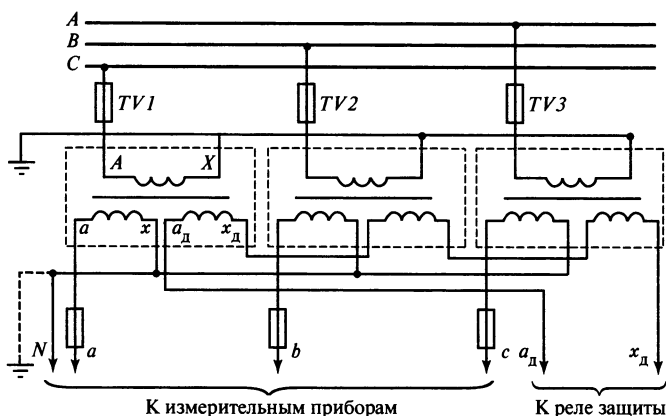 A
B
C
TV1 TV2 TV3
A X
a x aд xд
N a b c aд xд
К измерительным приборам К реле защиты